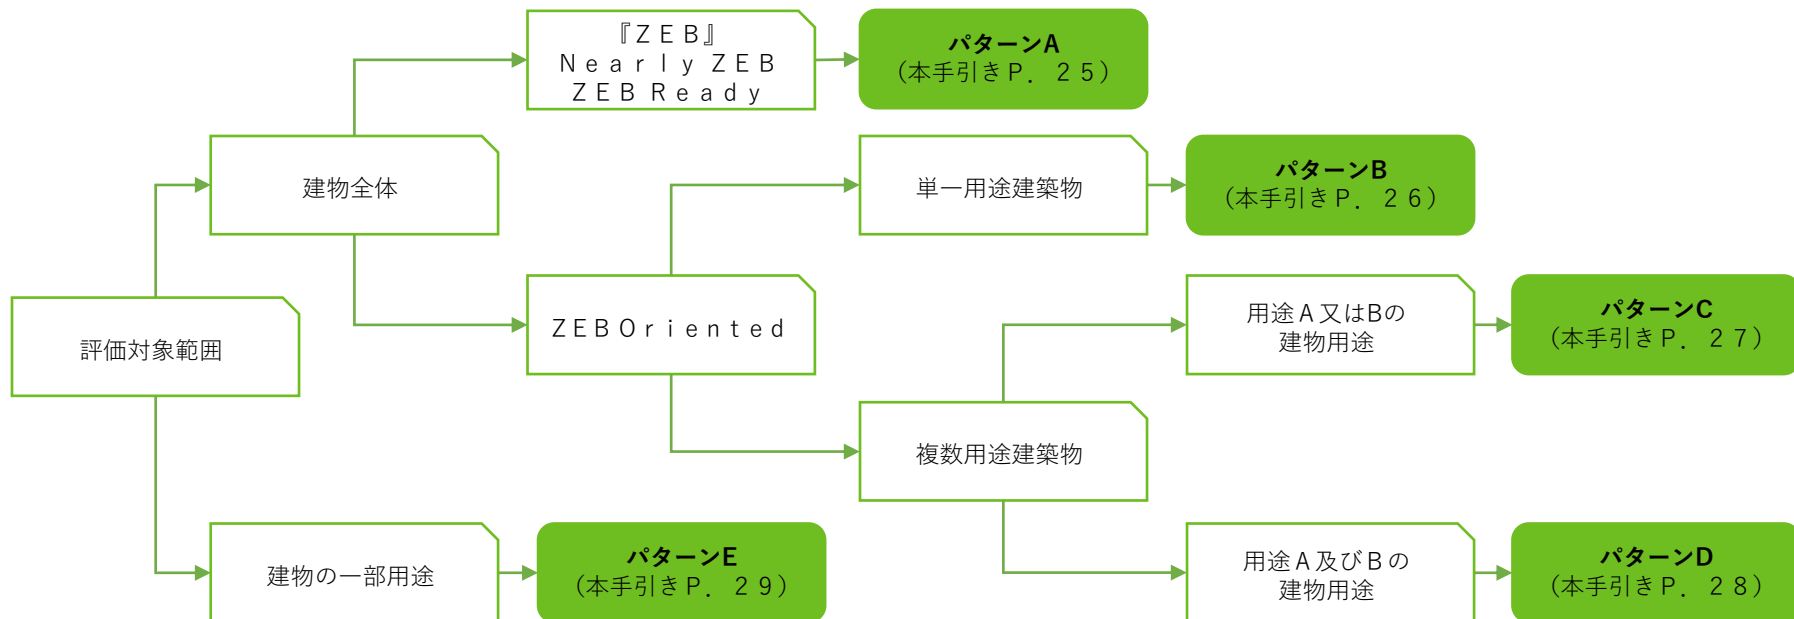 『ＺＥＢ』
Ｎｅａｒｌｙ ＺＥＢ
ＺＥＢ Ｒｅａｄｙ
パターンA
（本手引きＰ．２５）
建物全体
単一用途建築物
パターンB
（本手引きＰ．２６）
評価対象範囲
ＺＥＢ Ｏｒｉｅｎｔｅｄ
用途Ａ又はBの
建物用途
パターンC
（本手引きＰ．２７）
複数用途建築物
建物の一部用途
パターンE
（本手引きＰ．２９）
用途Ａ及びＢの
建物用途
パターンD
（本手引きＰ．２８）